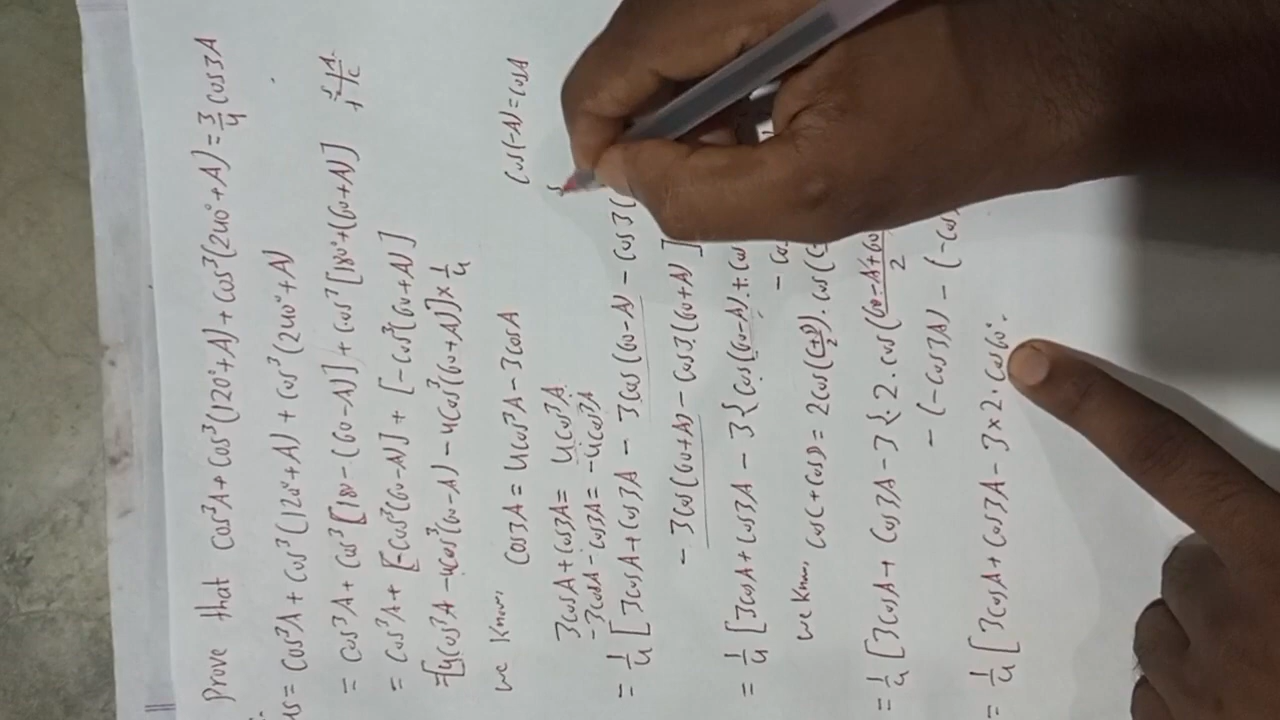 Prove that cos³A + cos³(120°+A) + cos³(240°+A) = 3/4 cos3A
= cos³A + cos³(120°+A) + cos³(240°+A)
= cos³A + cos³[180-(60-A)] + cos³[180°+(60+A)] S|A T|C
= cos³A + [-cos³(60-A)] + [-cos³(60+A)]
=[4cos³A -4cos³(60-A) - 4cos³(60+A)]×1/4
we know, cos3A = 4cos³A - 3cosA cos(-A) = cosA
3cosA + cos3A = 4cos³A
-3cosA - cos3A = -4cos³A
= 1/4 [3cosA + cos3A - 3cos(60-A) - cos3(
- 3cos(60+A) - cos3(60+A)]
= 1/4 [3cosA + cos3A - 3{cos(60-A) + cos
we know, cosC + cosD = 2cos(C+D/2). cos(C-
= 1/4 [3cosA + cos3A - 3{2.cos(60-A+60/2
- (-cos3A) - (-cos
= 1/4 [3cosA + cos3A - 3×2.cos60°.